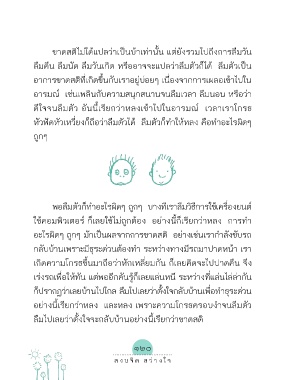 ขาดสติไม่ได้แปลว่าเป็นบ้าเท่านั้น แต่ยังรวมไปถึงการลืมวัน
ลืมคืน ลืมนัด ลืมวันเกิด หรืออาจจะแปลว่าลืมตัวก็ได้ ลืมตัวเป็น
อาการขาดสติที่เกิดขึ้นกับเราอยู่บ่อยๆ เนื่องจากการเผลอเข้าไปใน
อารมณ์ เช่นเพลินกับความสนุกสนานจนลืมเวลา ลืมนอน หรือว่า
ดีใจจนลืมตัว อันนี้เรียกว่าหลงเข้าไปในอารมณ์ เวลาเราโกรธ
หัวฟัดหัวเหวี่ยงก็ถือว่าลืมตัวได้ ลืมตัวก็ทำให้หลง คือทำอะไรผิดๆ
ถูกๆ
พอลืมตัวก็ทำอะไรผิดๆ ถูกๆ บางทีเราลืมวิธีการใช้เครื่องยนต์
ใช้คอมพิวเตอร์ ก็เลยใช้ไม่ถูกต้อง อย่างนี้ก็เรียกว่าหลง การทำ
อะไรผิดๆ ถูกๆ มักเป็นผลจากการขาดสติ อย่างเช่นเรากำลังขับรถ
กลับบ้านเพราะมีธุระด่วนต้องทำ ระหว่างทางมีรถมาปาดหน้า เรา
เกิดความโกรธขึ้นมาถือว่าหักเหลี่ยมกัน ก็เลยคิดจะไปปาดคืน จึง
เร่งรถเพื่อให้ทัน แต่พออีกคันรู้ก็เลยแล่นหนี ระหว่างที่แล่นไล่ล่ากัน
ก็ปรากฏว่าเลยบ้านไปไกล ลืมไปเลยว่าตั้งใจกลับบ้านเพื่อทำธุระด่วน
อย่างนี้เรียกว่าหลง และหลง เพราะความโกรธครอบงำจนลืมตัว
ลืมไปเลยว่าตั้งใจจะกลับบ้านอย่างนี้เรียกว่าขาดสติ
๑๒๐
สงบจิต สว่างใจ